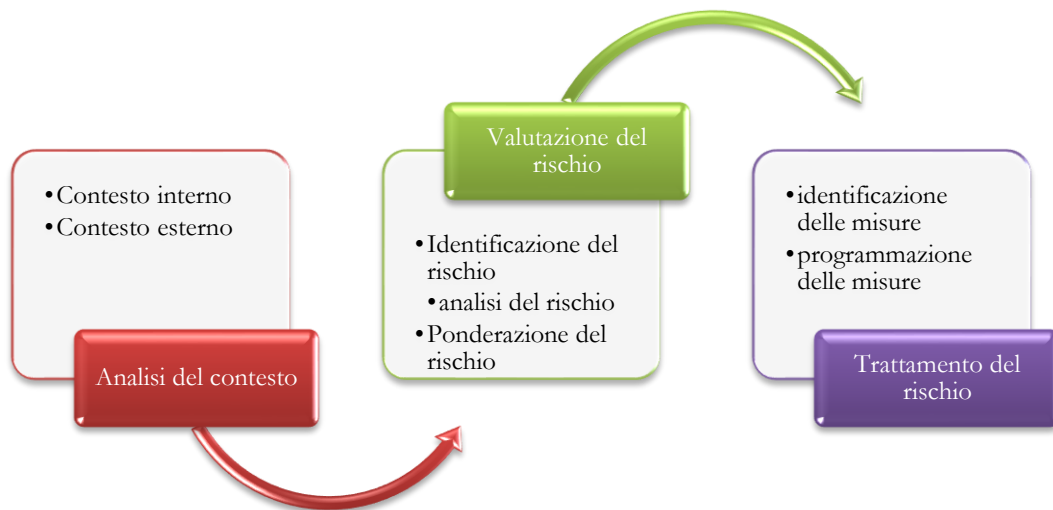 •Contesto interno
•Contesto esterno
Analisi del contesto
Valutazione del
rischio
•Identificazione del
rischio
•analisi del rischio
•Ponderazione del
rischio
•identificazione
delle misure
•programmazione
delle misure
Trattamento del
rischio